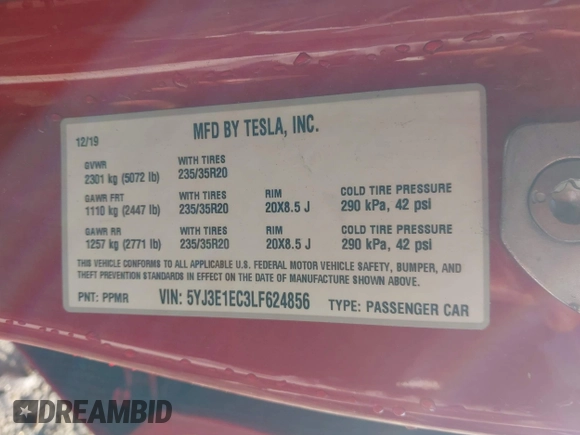 12/19 MFD BY TESLA, INC.
GVWR WITH TIRES
2301 kg (5072 lb) 235/35R20
GAWR FRT WITH TIRES RIM COLD TIRE PRESSURE
1110 kg (2447 lb) 235/35R20 20X8.5 J 290 kPa, 42 psi
GAWR RR WITH TIRES RIM COLD TIRE PRESSURE
1257 kg (2771 lb) 235/35R20 20X8.5 J 290 kPa, 42 psi
THIS VEHICLE CONFORMS TO ALL APPLICABLE U.S. FEDERAL MOTOR VEHICLE SAFETY, BUMPER, AND
THEFT PREVENTION STANDARDS IN EFFECT ON THE DATE OF MANUFACTURE SHOWN ABOVE.
PNT: PPMR VIN: 5YJ3E1EC3LF624856 TYPE: PASSENGER CAR
DREAMBID